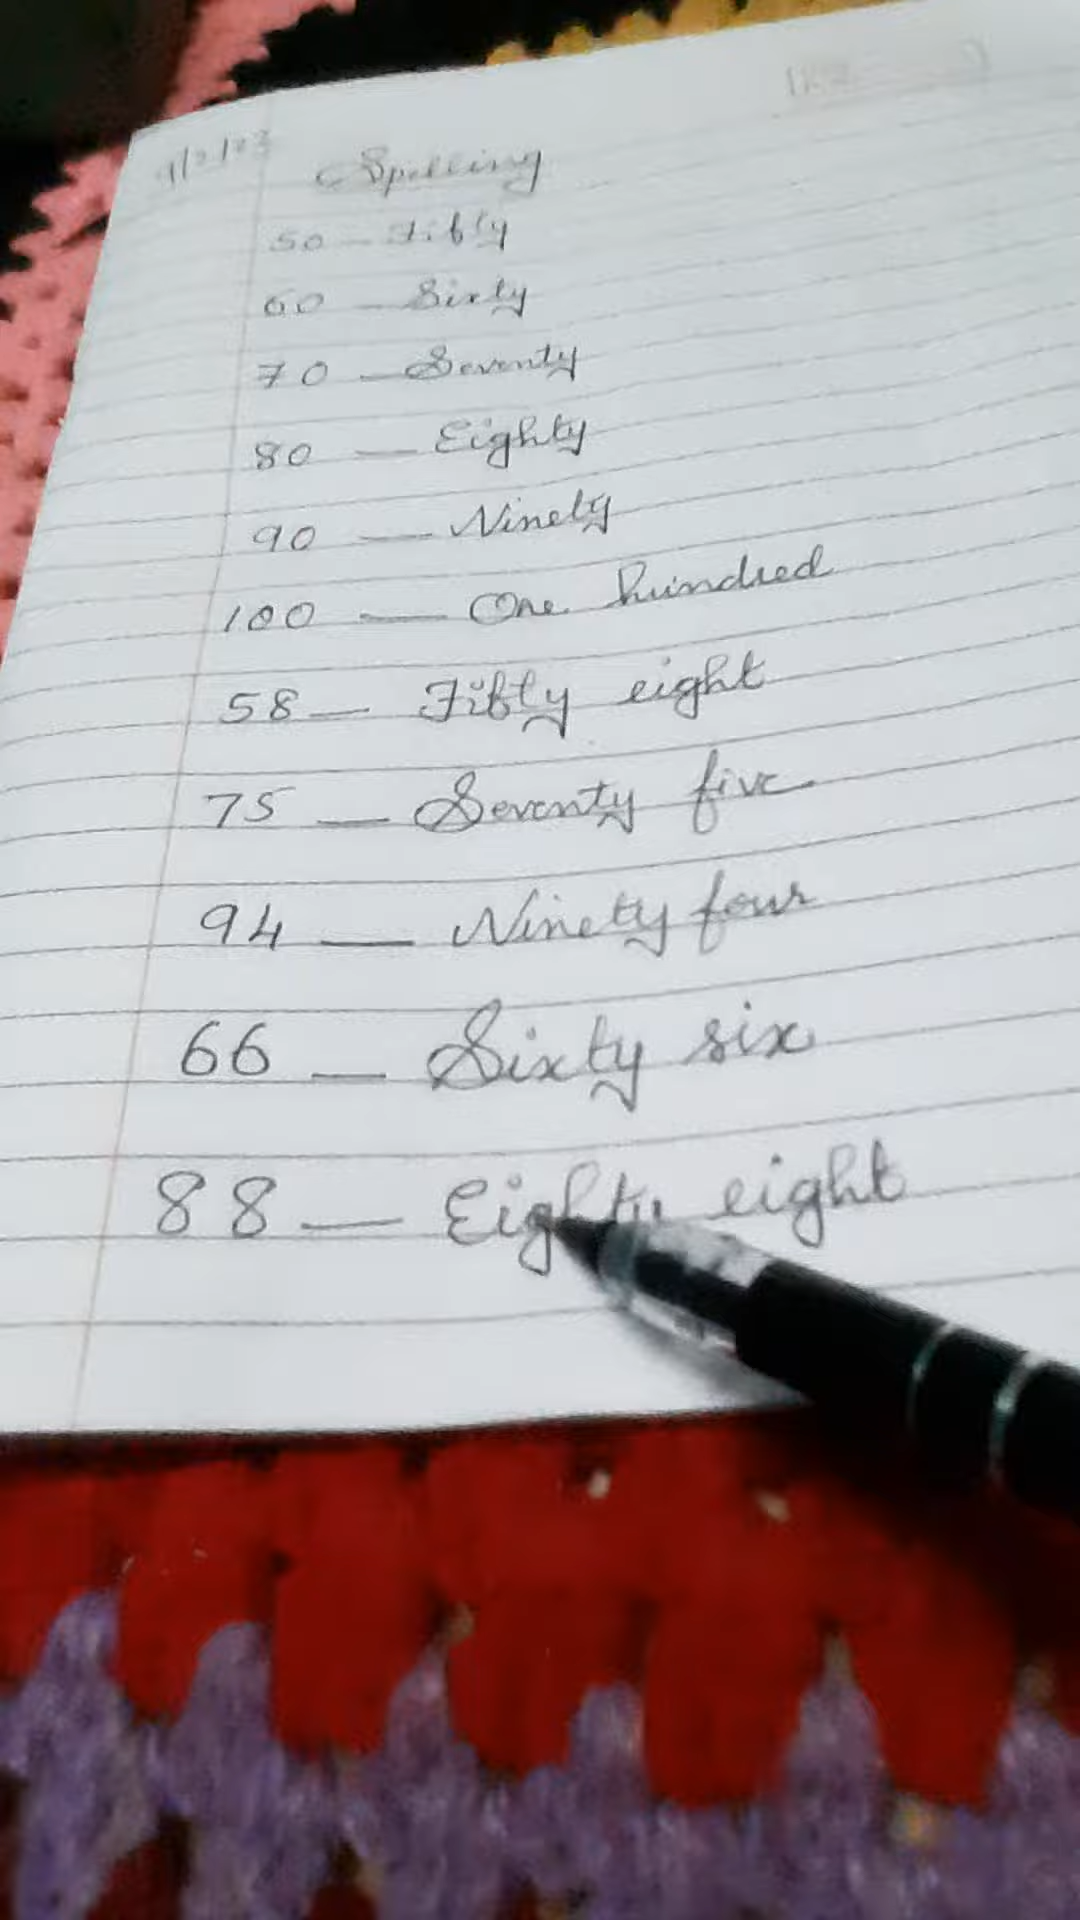 Spelling
50 - Fifty
60 - Sixty
70 - Seventy
80 - Eighty
90 - Ninety
100 - One hundred
58 - Fifty eight
75 - Seventy five
94 - Ninety four
66 - Sixty six
88 - Eighty eight